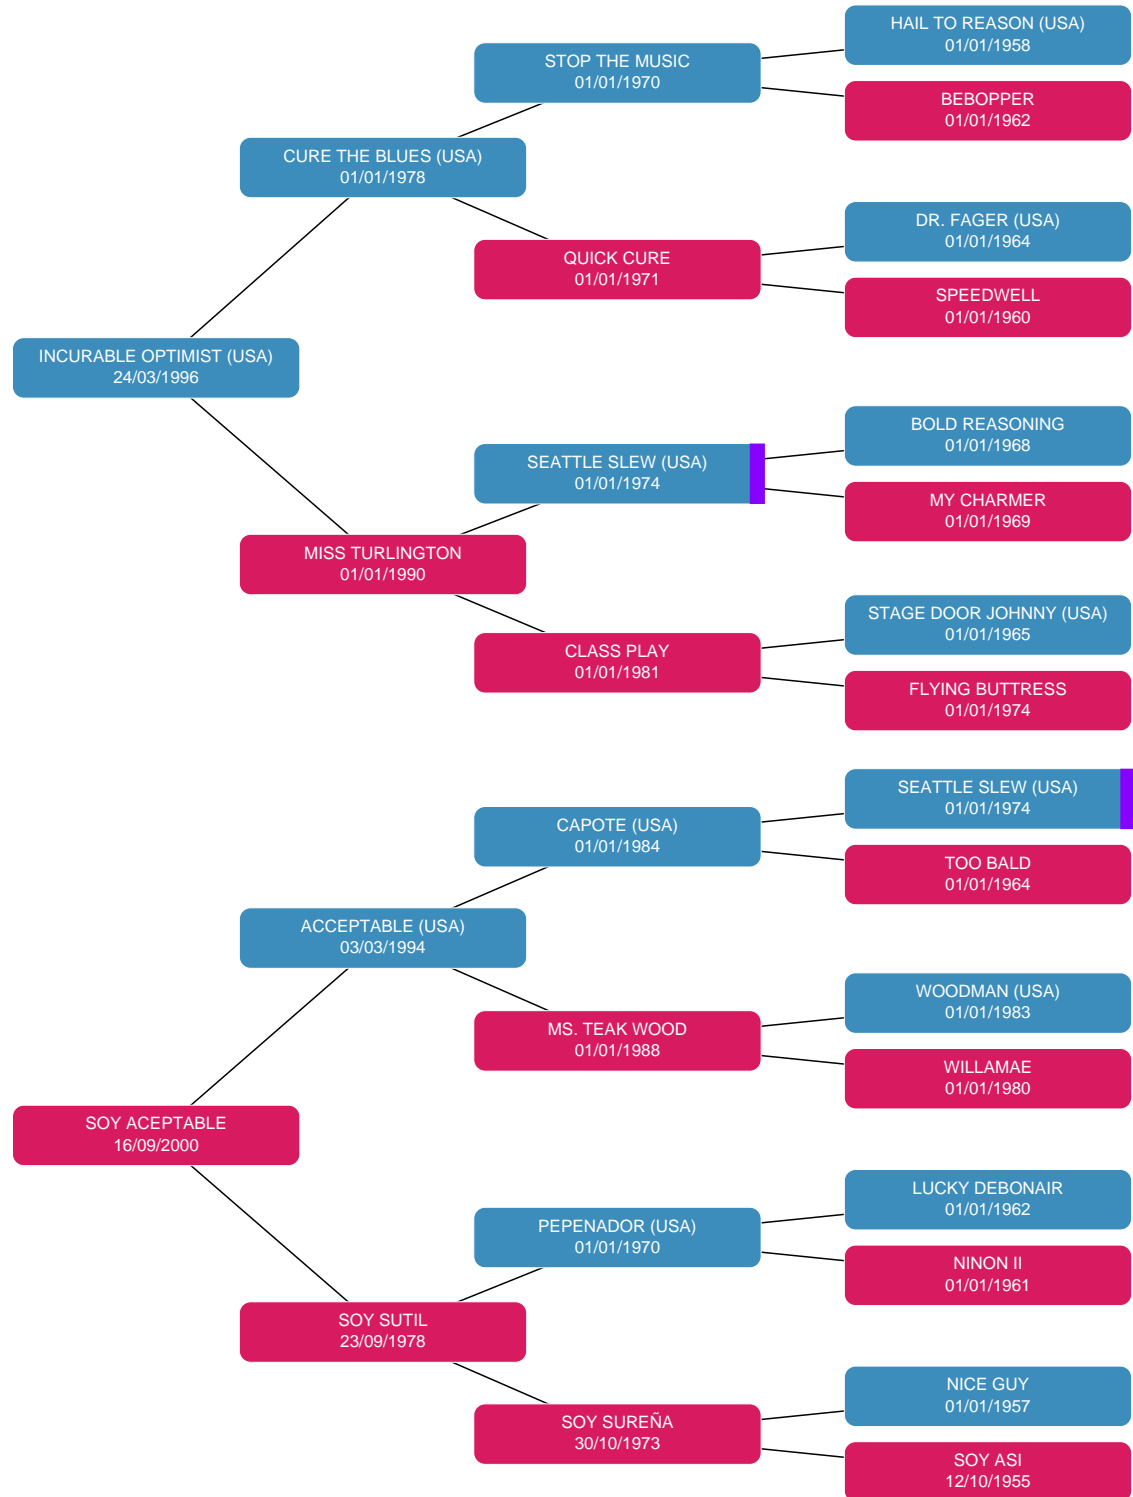 HAIL TO REASON (USA)
01/01/1958
STOP THE MUSIC
01/01/1970
BEBOPPER
01/01/1962
CURE THE BLUES (USA)
01/01/1978
DR. FAGER (USA)
01/01/1964
QUICK CURE
01/01/1971
SPEEDWELL
01/01/1960
INCURABLE OPTIMIST (USA)
24/03/1996
BOLD REASONING
01/01/1968
SEATTLE SLEW (USA)
01/01/1974
MY CHARMER
01/01/1969
MISS TURLINGTON
01/01/1990
STAGE DOOR JOHNNY (USA)
01/01/1965
CLASS PLAY
01/01/1981
FLYING BUTTRESS
01/01/1974
SEATTLE SLEW (USA)
01/01/1974
CAPOTE (USA)
01/01/1984
TOO BALD
01/01/1964
ACCEPTABLE (USA)
03/03/1994
WOODMAN (USA)
01/01/1983
MS. TEAK WOOD
01/01/1988
WILLAMAE
01/01/1980
SOY ACEPTABLE
16/09/2000
LUCKY DEBONAIR
01/01/1962
PEPENADOR (USA)
01/01/1970
NINON II
01/01/1961
SOY SUTIL
23/09/1978
NICE GUY
01/01/1957
SOY SUREÑA
30/10/1973
SOY ASI
12/10/1955